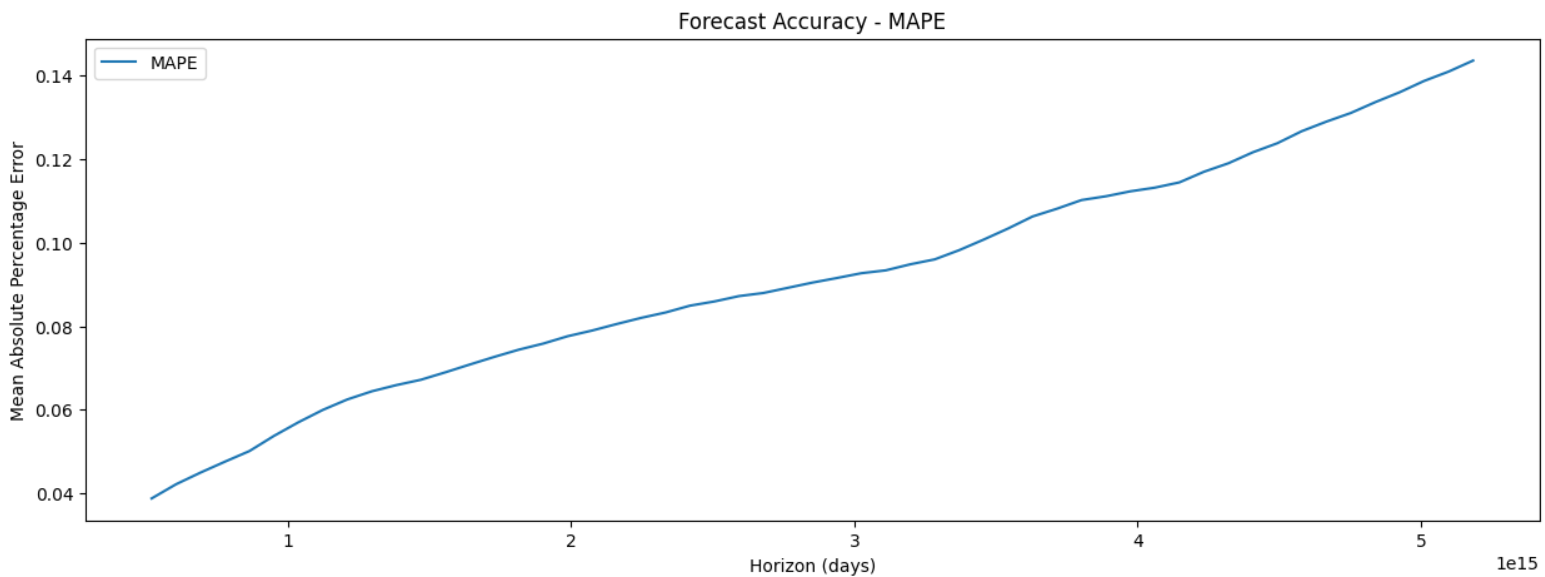 Forecast Accuracy - MAPE
MAPE
Mean Absolute Percentage Error
0.14
0.12
0.10
0.08
0.06
0.04
1 2 3 4 5
1e15
Horizon (days)